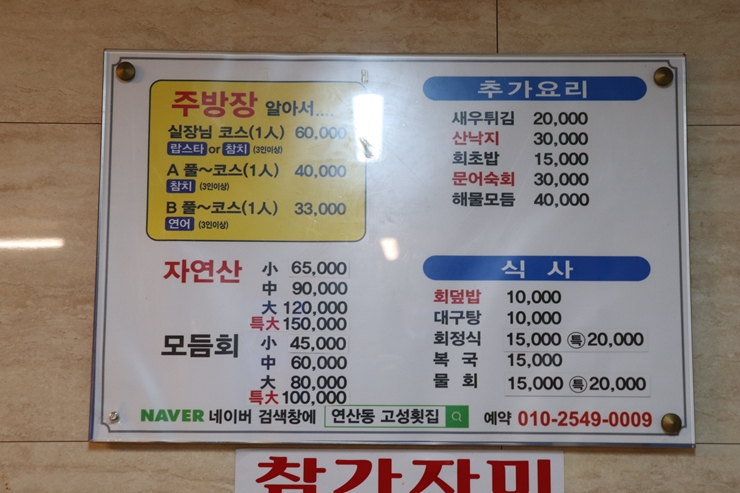 주방장 알아서....
실장님 코스(1人) 60,000
랍스타 or 참치 (3인이상)
A 풀~코스(1人) 40,000
참치 (3인이상)
B 풀~코스(1人) 33,000
연어 (3인이상)
자연산 小 65,000
中 90,000
大 120,000
특大 150,000
모듬회 小 45,000
中 60,000
大 80,000
특大 100,000
추가요리
새우튀김 20,000
산낙지 30,000
회초밥 15,000
문어숙회 30,000
해물모듬 40,000
식 사
회덮밥 10,000
대구탕 10,000
회정식 15,000 ㊕ 20,000
복 국 15,000
물 회 15,000 ㊕ 20,000
NAVER 네이버 검색창에 연산동 고성횟집 예약 010-2549-0009
참가자미